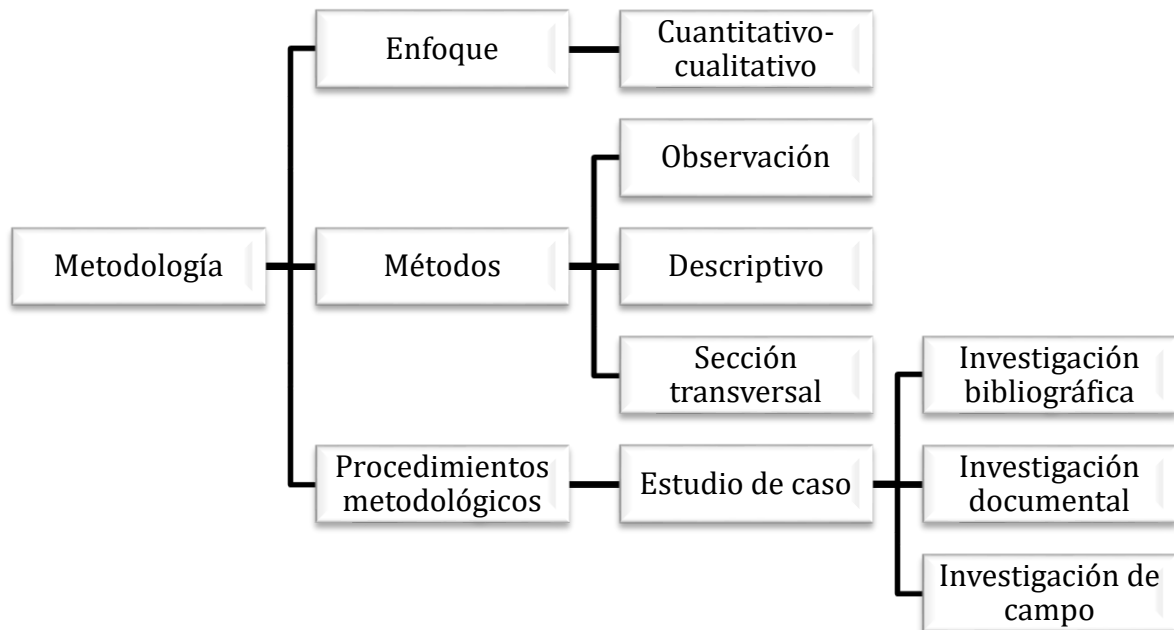 Enfoque
Cuantitativo-
cualitativo
Observación
Metodología
Métodos
Descriptivo
Sección
transversal
Investigación
bibliográfica
Procedimientos
metodológicos
Estudio de caso
Investigación
documental
Investigación de
campo